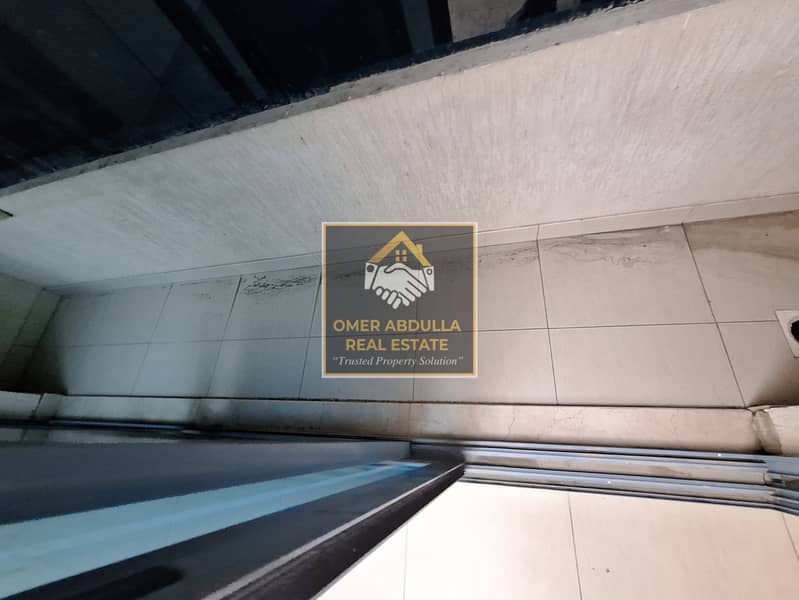 OMER ABDULLA
REAL ESTATE
“Trusted Property Solution”